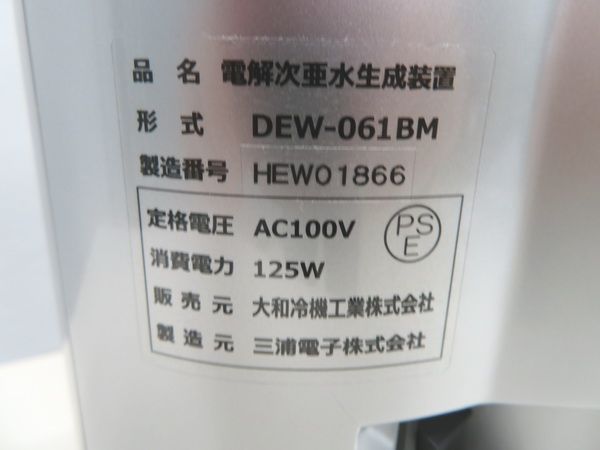 品名 電解次亜水生成装置
形式 DEW-061BM
製造番号 HEW01866
定格電圧 AC100V
PSE
消費電力 125W
販売元 大和冷機工業株式会社
製造元 三浦電子株式会社